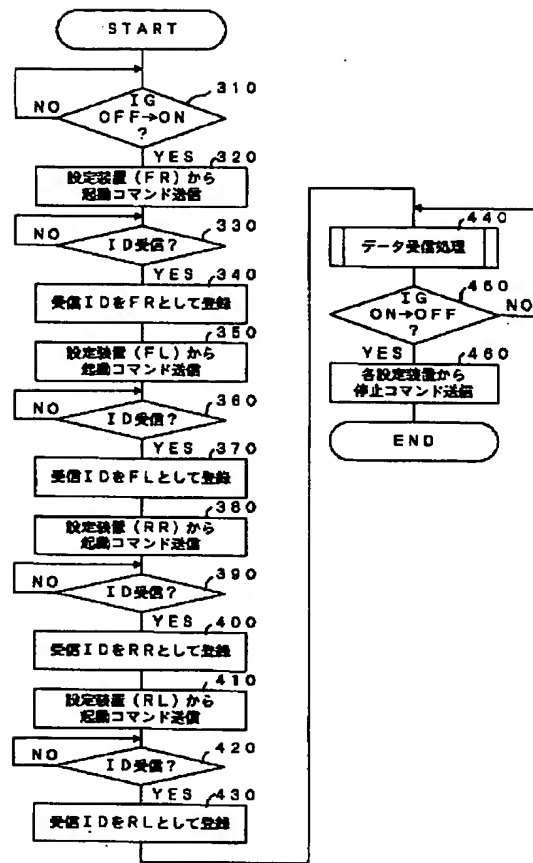 START
310
IG
OFF→ON
?
NO
YES
320
設定装置(FR)から
起動コマンド送信
330
NO
ID受信?
YES
340
受信IDをFRとして登録
350
設定装置(FL)から
起動コマンド送信
360
NO
ID受信?
YES
370
受信IDをFLとして登録
380
設定装置(RR)から
起動コマンド送信
390
NO
ID受信?
YES
400
受信IDをRRとして登録
410
設定装置(RL)から
起動コマンド送信
420
NO
ID受信?
YES
430
受信IDをRLとして登録
440
データ受信処理
450
IG
ON→OFF
?
NO
YES
460
各設定装置から
停止コマンド送信
END